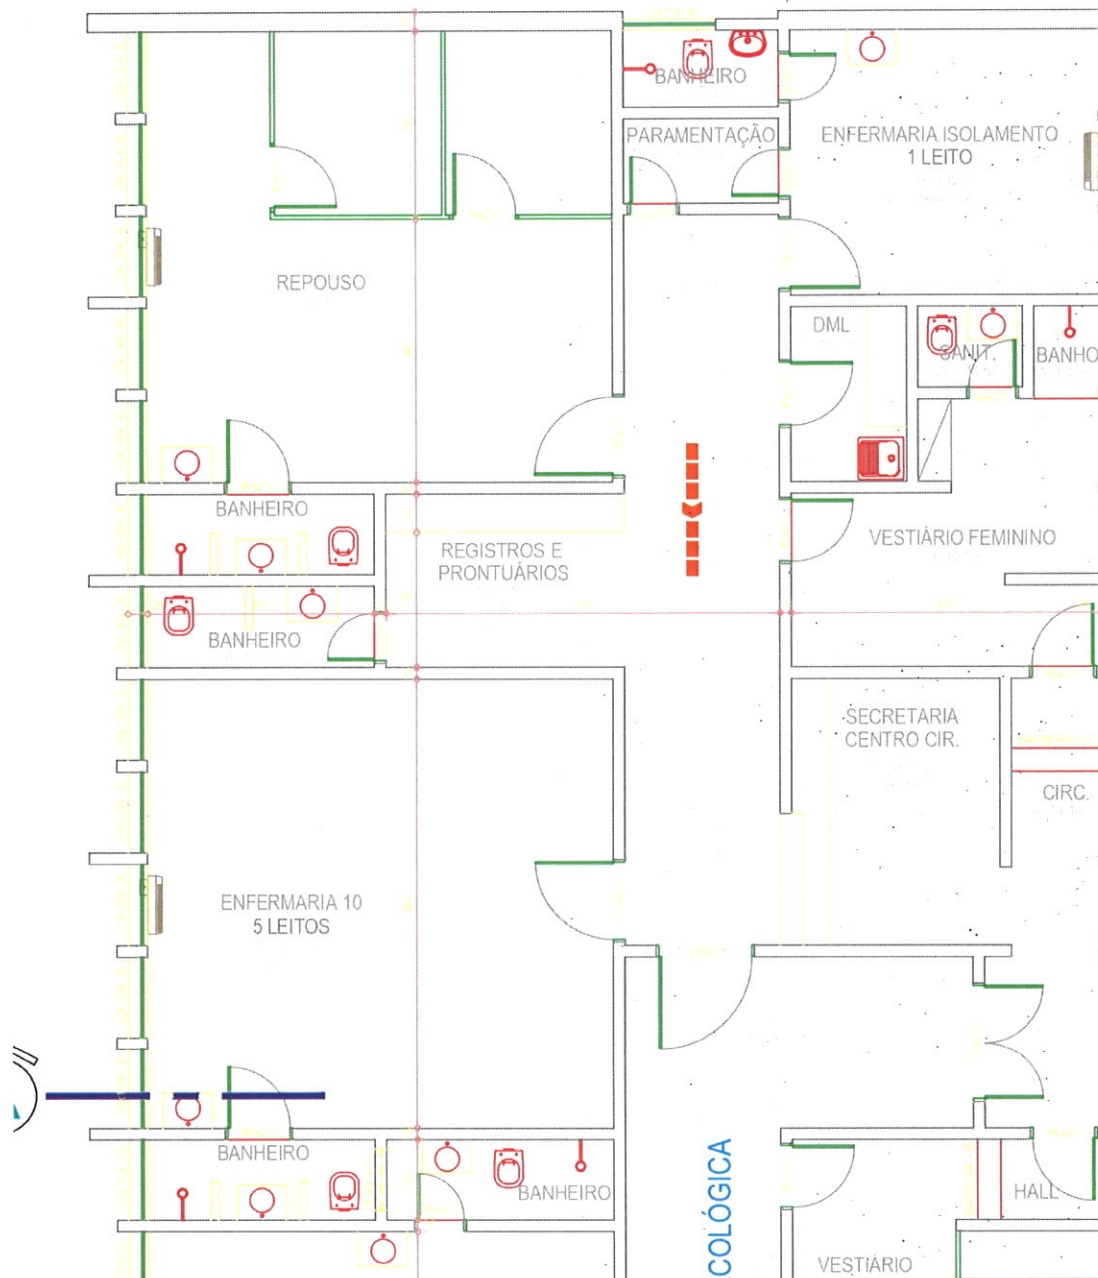 BANHEIRO
PARAMENTAÇÃO
ENFERMARIA ISOLAMENTO
1 LEITO
REPOUSO
DML
SANIT.
BANHO
BANHEIRO
REGISTROS E
PRONTUÁRIOS
VESTIÁRIO FEMININO
BANHEIRO
SECRETARIA
CENTRO CIR.
CIRC.
ENFERMARIA 10
5 LEITOS
BANHEIRO
BANHEIRO
HALL
COLÓGICA
VESTIÁRIO